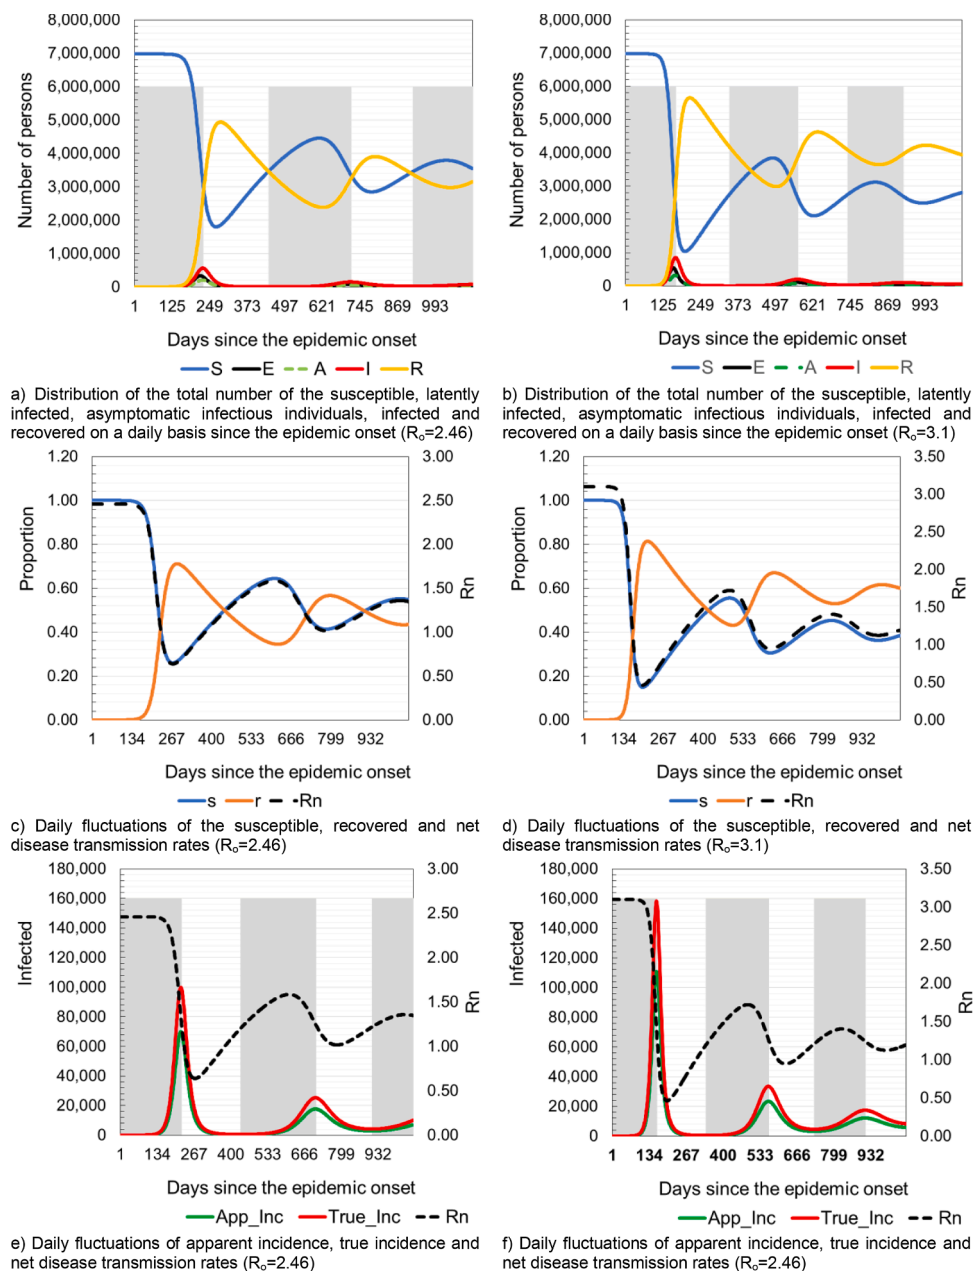 8,000,000
7,000,000
6,000,000
5,000,000
4,000,000
3,000,000
2,000,000
1,000,000
0
Number of persons
1 125 249 373 497 621 745 869 993
Days since the epidemic onset
S E A I R
a) Distribution of the total number of the susceptible, latently
infected, asymptomatic infectious individuals, infected and
recovered on a daily basis since the epidemic onset (Ro=2.46)
8,000,000
7,000,000
6,000,000
5,000,000
4,000,000
3,000,000
2,000,000
1,000,000
0
Number of persons
1 125 249 373 497 621 745 869 993
Days since the epidemic onset
S E A I R
b) Distribution of the total number of the susceptible, latently
infected, asymptomatic infectious individuals, infected and
recovered on a daily basis since the epidemic onset (Ro=3.1)
1.20
1.00
0.80
0.60
0.40
0.20
0.00
Proportion
3.00
2.50
2.00
1.50
1.00
0.50
0.00
Rn
1 134 267 400 533 666 799 932
Days since the epidemic onset
s r Rn
c) Daily fluctuations of the susceptible, recovered and net
disease transmission rates (Ro=2.46)
1.20
1.00
0.80
0.60
0.40
0.20
0.00
Proportion
3.50
3.00
2.50
2.00
1.50
1.00
0.50
0.00
Rn
1 134 267 400 533 666 799 932
Days since the epidemic onset
s r Rn
d) Daily fluctuations of the susceptible, recovered and net
disease transmission rates (Ro=3.1)
180,000
160,000
140,000
120,000
100,000
80,000
60,000
40,000
20,000
0
Infected
3.00
2.50
2.00
1.50
1.00
0.50
0.00
Rn
1 134 267 400 533 666 799 932
Days since the epidemic onset
App_Inc True_Inc Rn
e) Daily fluctuations of apparent incidence, true incidence and
net disease transmission rates (Ro=2.46)
180,000
160,000
140,000
120,000
100,000
80,000
60,000
40,000
20,000
0
Infected
3.50
3.00
2.50
2.00
1.50
1.00
0.50
0.00
Rn
1 134 267 400 533 666 799 932
Days since the epidemic onset
App_Inc True_Inc Rn
f) Daily fluctuations of apparent incidence, true incidence and
net disease transmission rates (Ro=2.46)